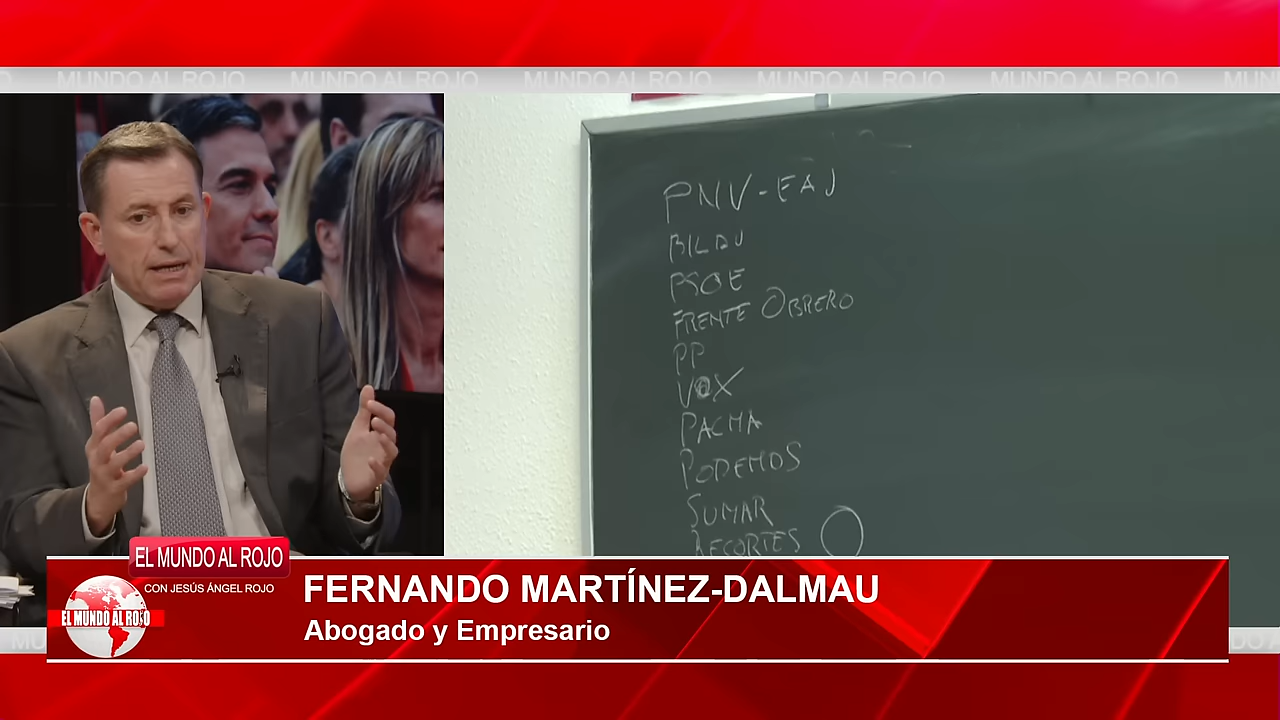 MUNDO AL ROJO MUNDO AL ROJO MUNDO AL ROJO MUNDO AL ROJO MUNDO AL ROJO
PNV-EAJ
BILDU
PSOE
FRENTE OBRERO
PP
VOX
PACMA
PODEMOS
SUMAR
RECORTES
EL MUNDO AL ROJO
CON JESÚS ÁNGEL ROJO
EL MUNDO AL ROJO
FERNANDO MARTÍNEZ-DALMAU
Abogado y Empresario